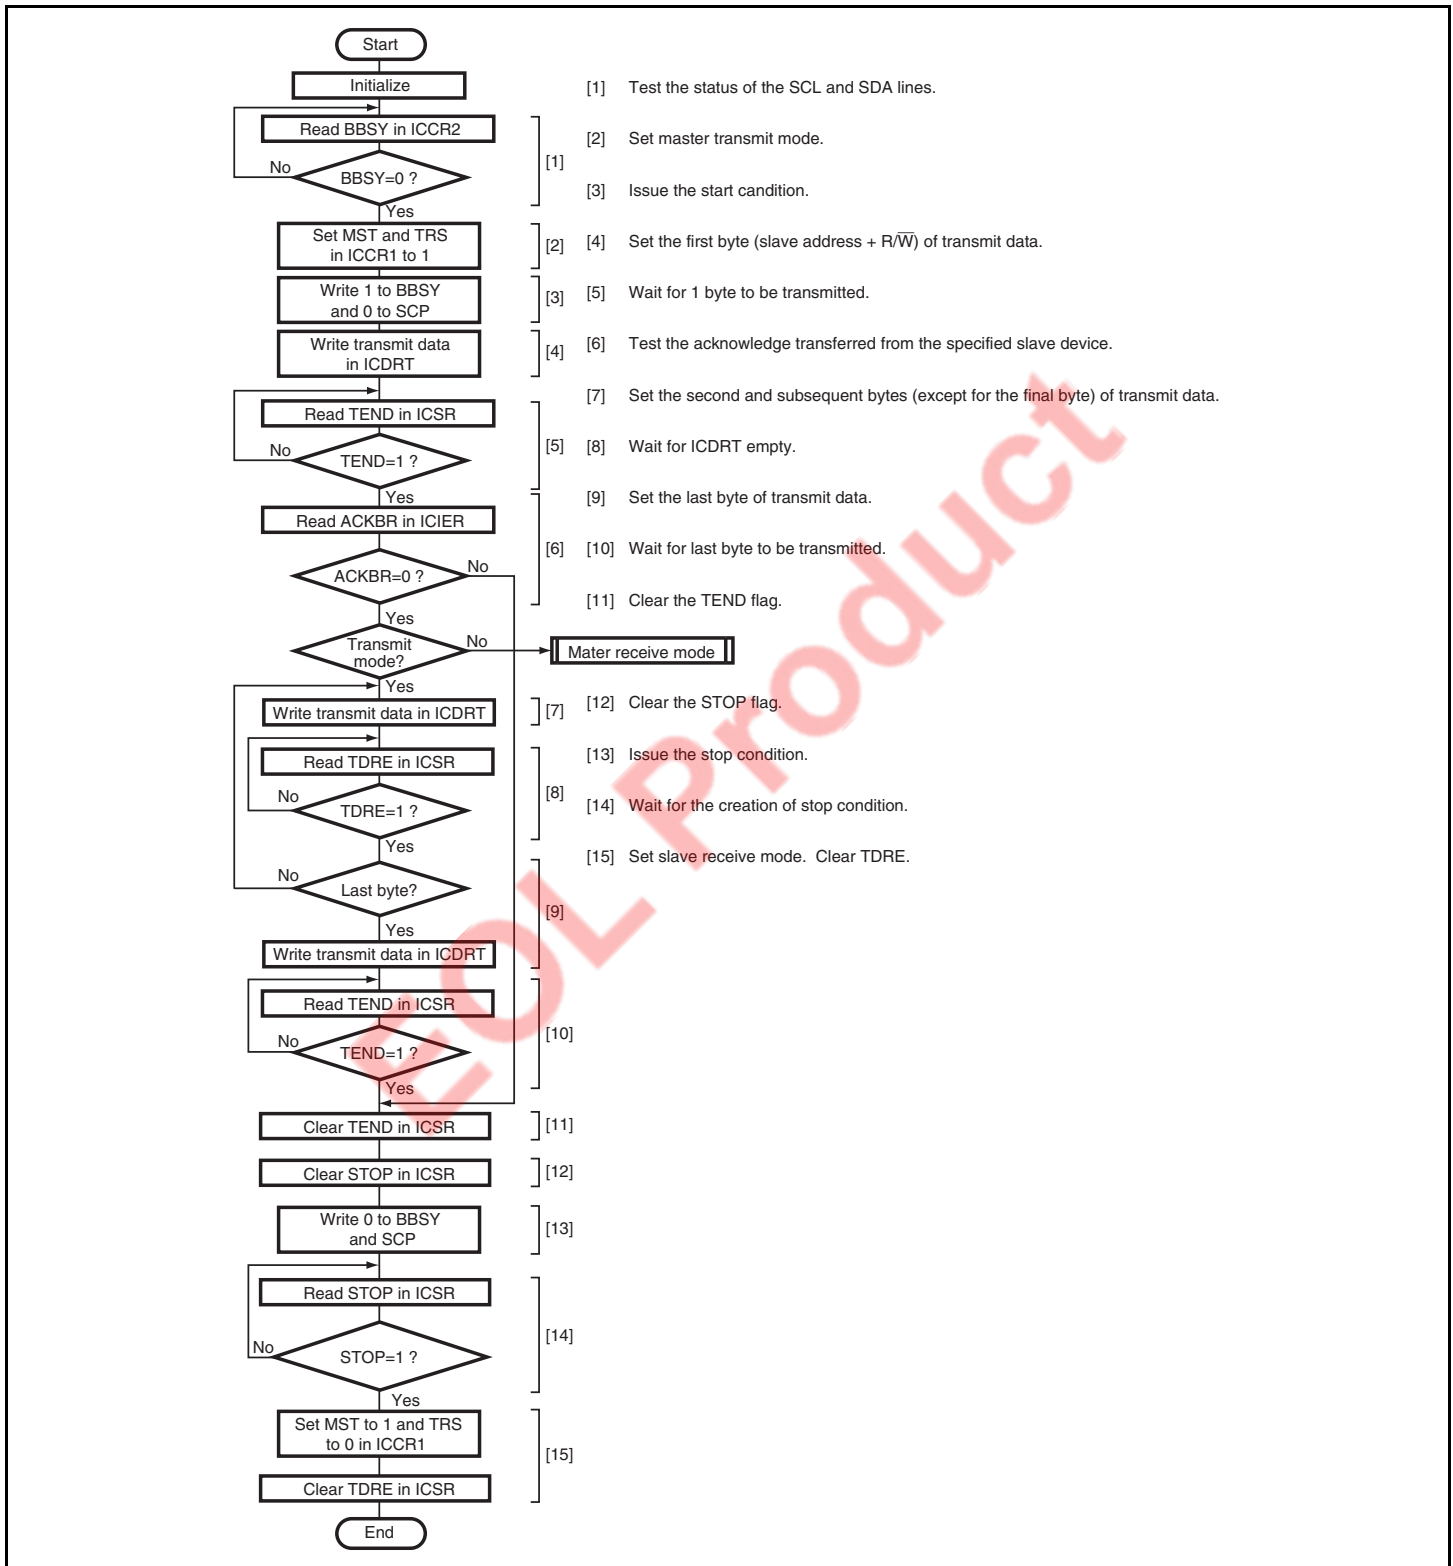 Start
Initialize
Read BBSY in ICCR2
No
BBSY=0 ?
[1]
Yes
Set MST and TRS
in ICCR1 to 1
[2]
Write 1 to BBSY
and 0 to SCP
[3]
Write transmit data
in ICDRT
[4]
Read TEND in ICSR
No
TEND=1 ?
[5]
Yes
Read ACKBR in ICIER
[6]
No
ACKBR=0 ?
Yes
Transmit
mode?
No
Mater receive mode
Yes
Write transmit data in ICDRT
[7]
Read TDRE in ICSR
No
TDRE=1 ?
[8]
Yes
No
Last byte?
[9]
Yes
Write transmit data in ICDRT
Read TEND in ICSR
No
TEND=1 ?
[10]
Yes
Clear TEND in ICSR
[11]
Clear STOP in ICSR
[12]
Write 0 to BBSY
and SCP
[13]
Read STOP in ICSR
[14]
No
STOP=1 ?
Yes
Set MST to 1 and TRS
to 0 in ICCR1
[15]
Clear TDRE in ICSR
End
[1] Test the status of the SCL and SDA lines.
[2] Set master transmit mode.
[3] Issue the start candition.
[4] Set the first byte (slave address + R/W̅) of transmit data.
[5] Wait for 1 byte to be transmitted.
[6] Test the acknowledge transferred from the specified slave device.
[7] Set the second and subsequent bytes (except for the final byte) of transmit data.
[8] Wait for ICDRT empty.
[9] Set the last byte of transmit data.
[10] Wait for last byte to be transmitted.
[11] Clear the TEND flag.
[12] Clear the STOP flag.
[13] Issue the stop condition.
[14] Wait for the creation of stop condition.
[15] Set slave receive mode. Clear TDRE.
EOL Product